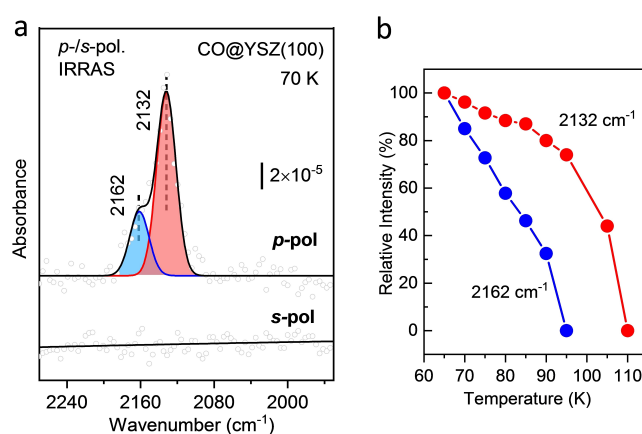 a
p-/s-pol.
IRRAS
CO@YSZ(100)
70 K
2162
2132
2×10⁻⁵
p-pol
s-pol
Absorbance
2240 2160 2080 2000
Wavenumber (cm⁻¹)
b
100
80
60
40
20
0
Relative Intensity (%)
2132 cm⁻¹
2162 cm⁻¹
60 70 80 90 100 110
Temperature (K)